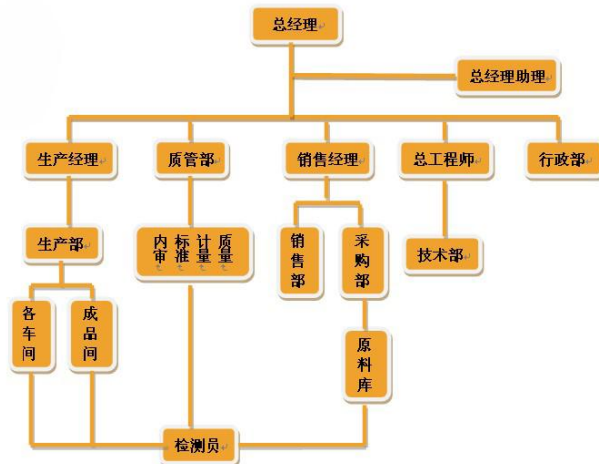 总经理
总经理助理
生产经理
质管部
销售经理
总工程师
行政部
生产部
内审
标准
计量
质量
销售部
采购部
技术部
各车间
成品间
原料库
检测员